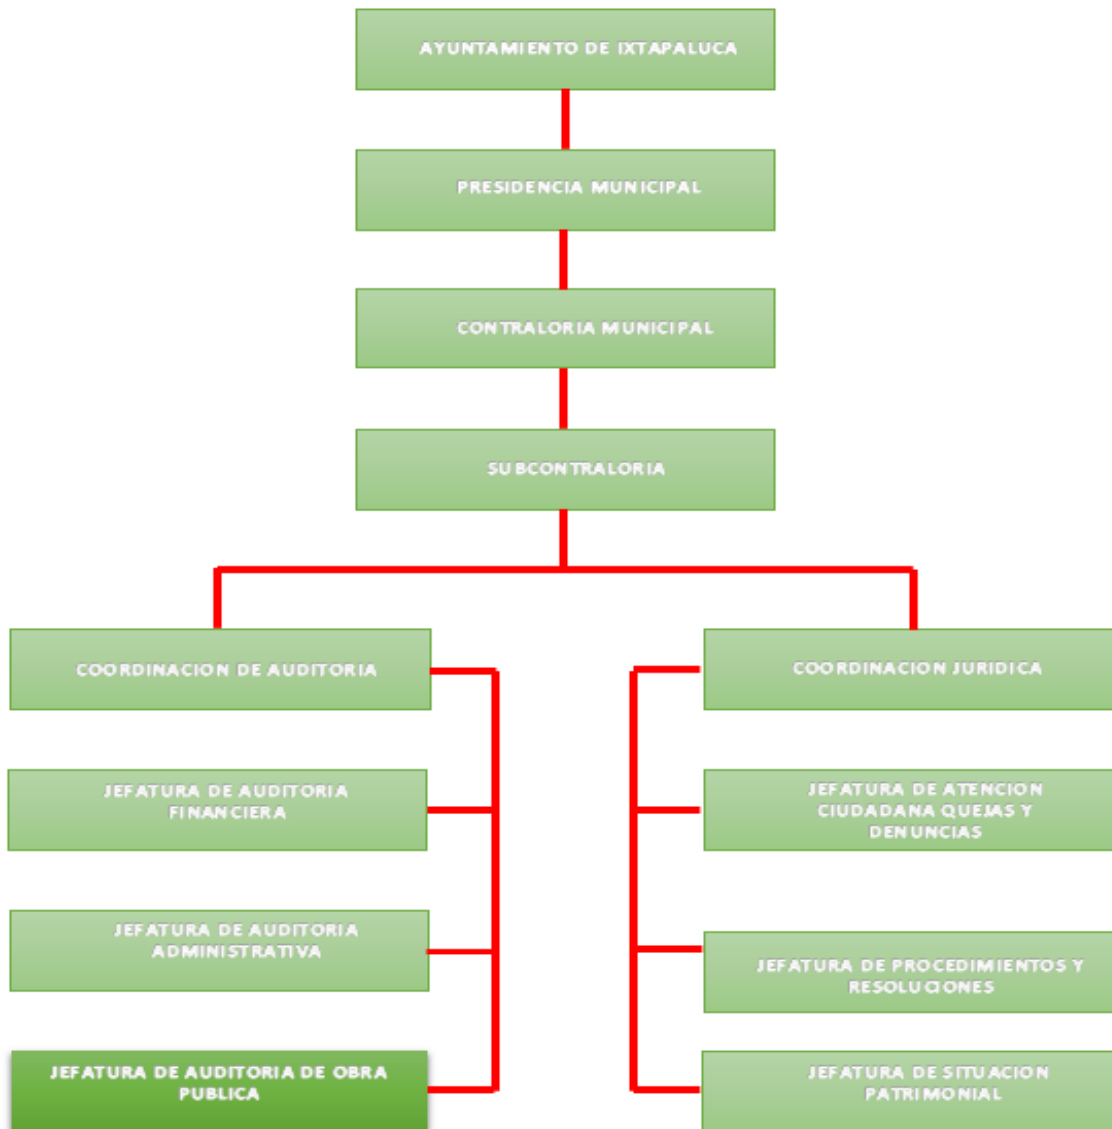 AYUNTAMIENTO DE IXTAPALUCA
PRESIDENCIA MUNICIPAL
CONTRALORIA MUNICIPAL
SUBCONTRALORIA
COORDINACION DE AUDITORIA
JEFATURA DE AUDITORIA
FINANCIERA
JEFATURA DE AUDITORIA
ADMINISTRATIVA
JEFATURA DE AUDITORIA DE OBRA
PUBLICA
COORDINACION JURIDICA
JEFATURA DE ATENCION
CIUDADANA QUEJAS Y
DENUNCIAS
JEFATURA DE PROCEDIMIENTOS Y
RESOLUCIONES
JEFATURA DE SITUACION
PATRIMONIAL